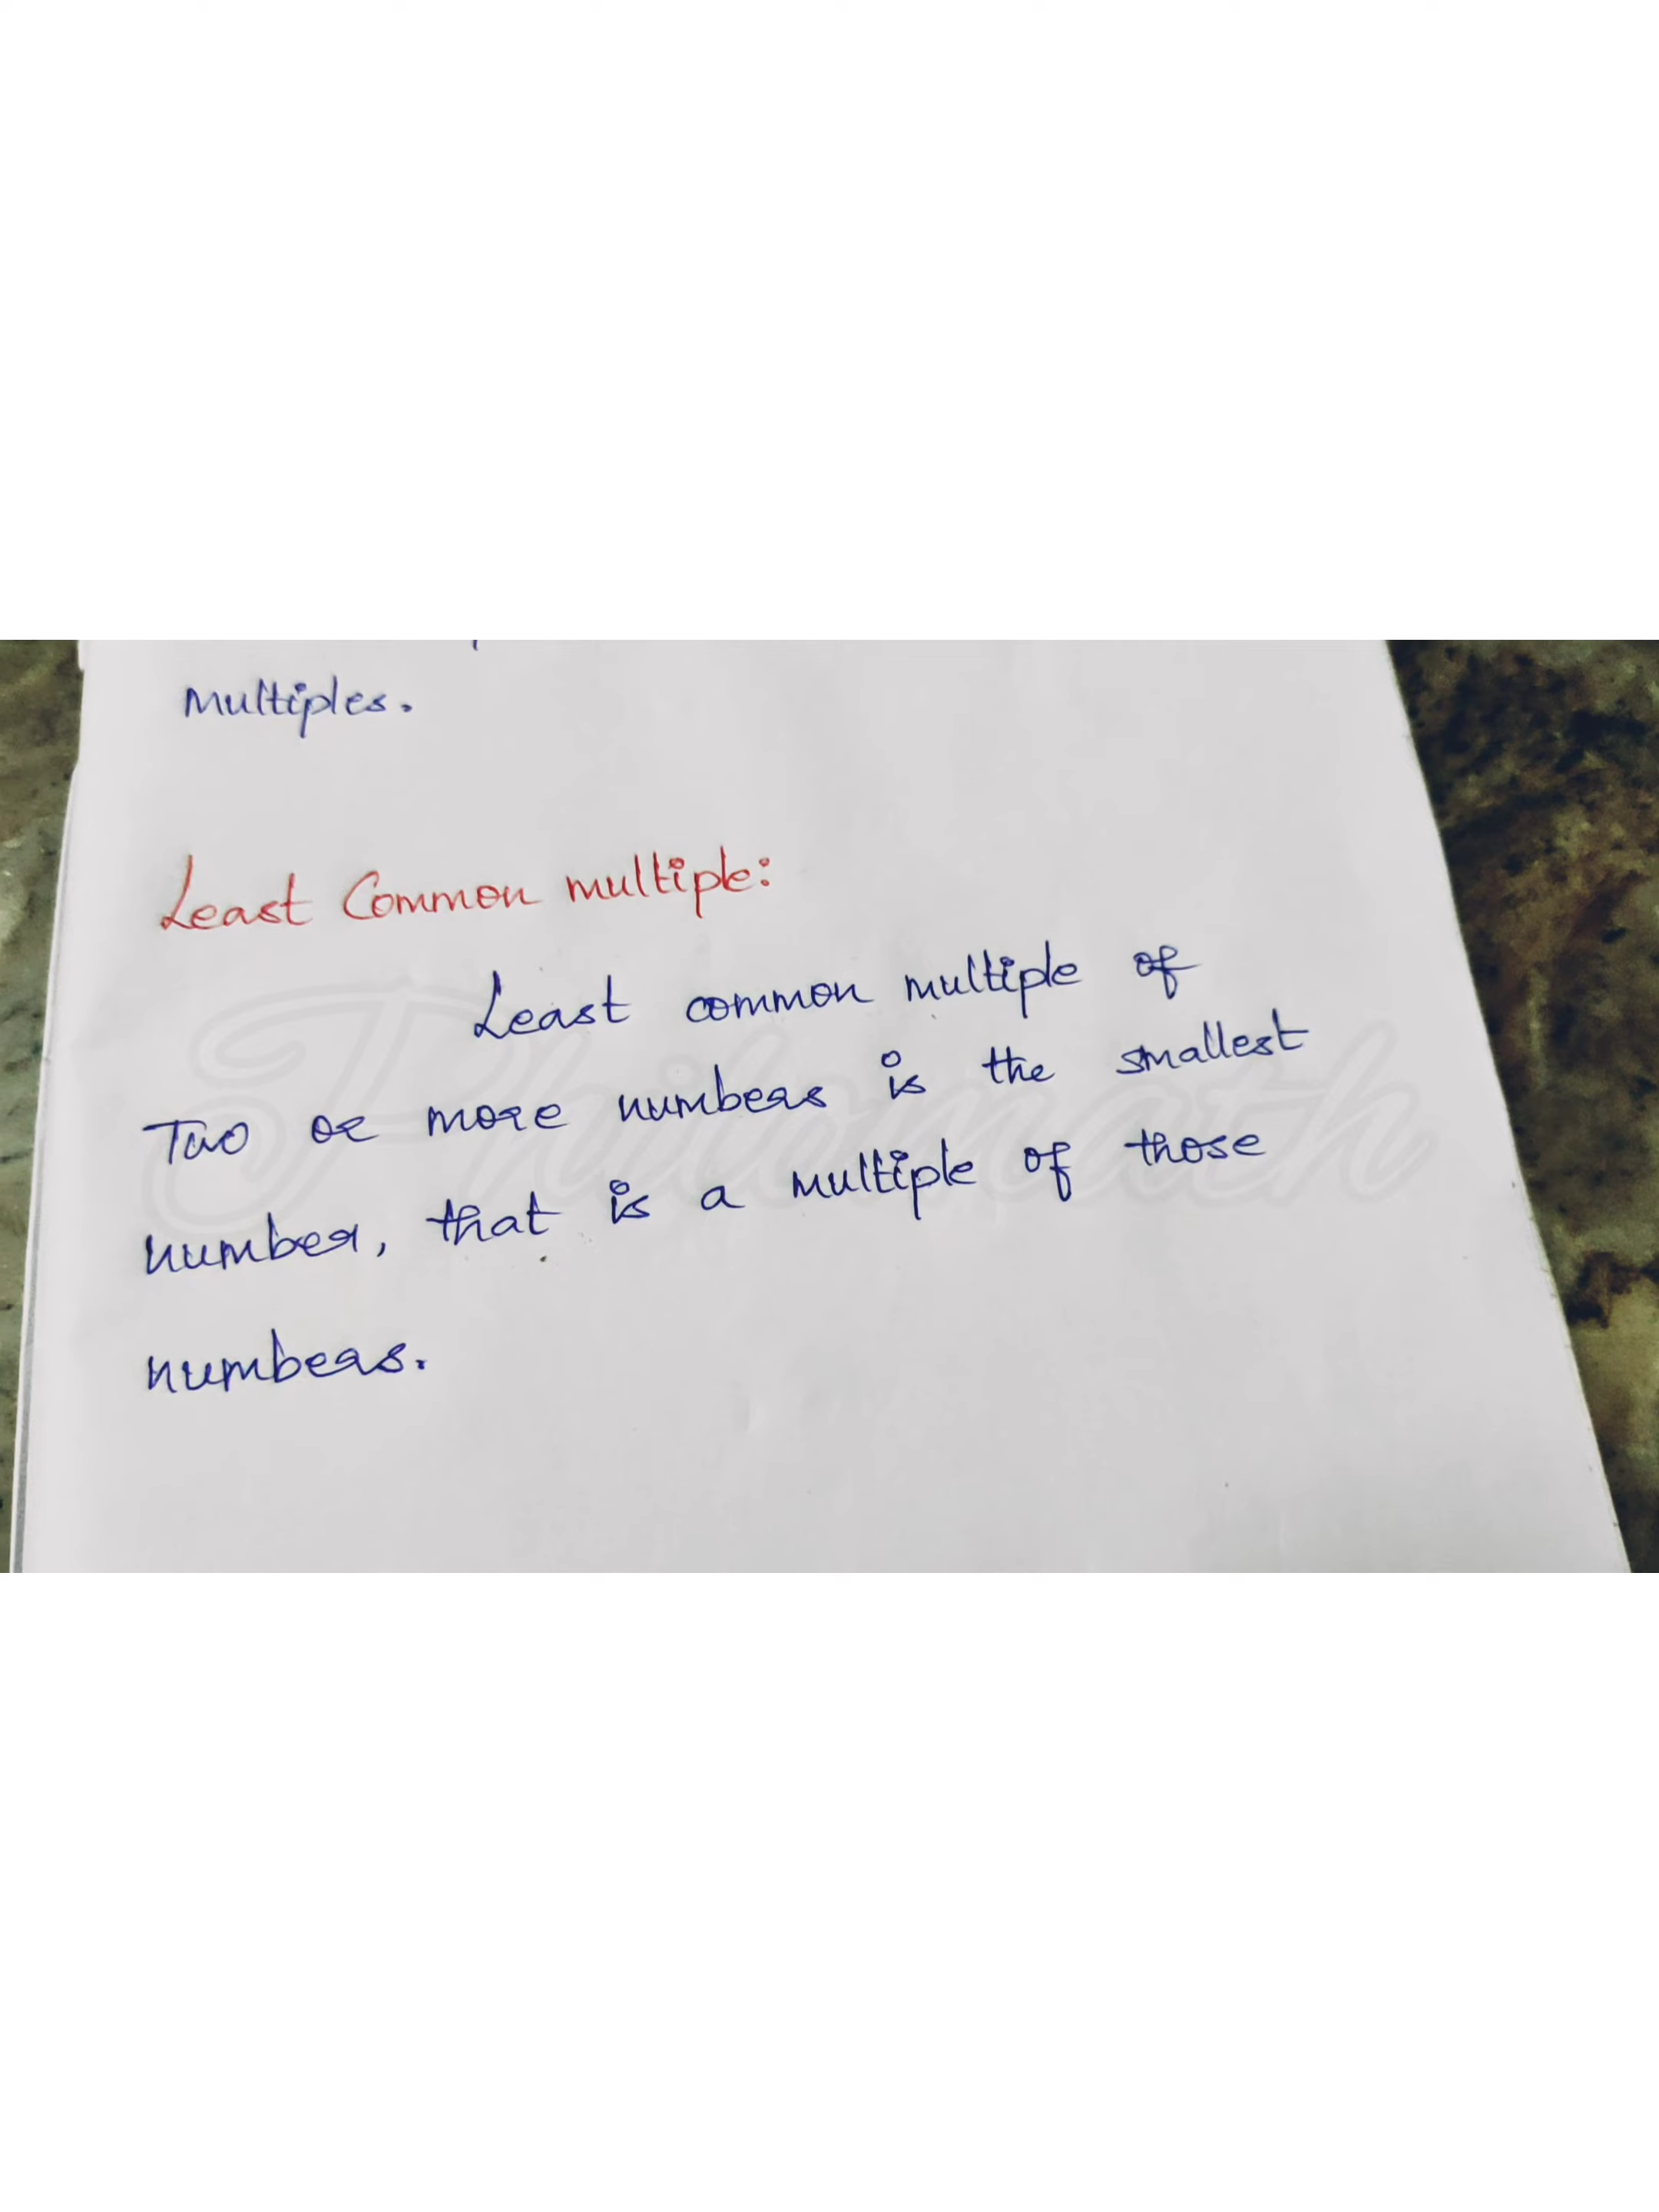 Multiples.
Least Common multiple:
Least common multiple of
Two or more numbers is the smallest
number, that is a multiple of those
numbers.
Philomath